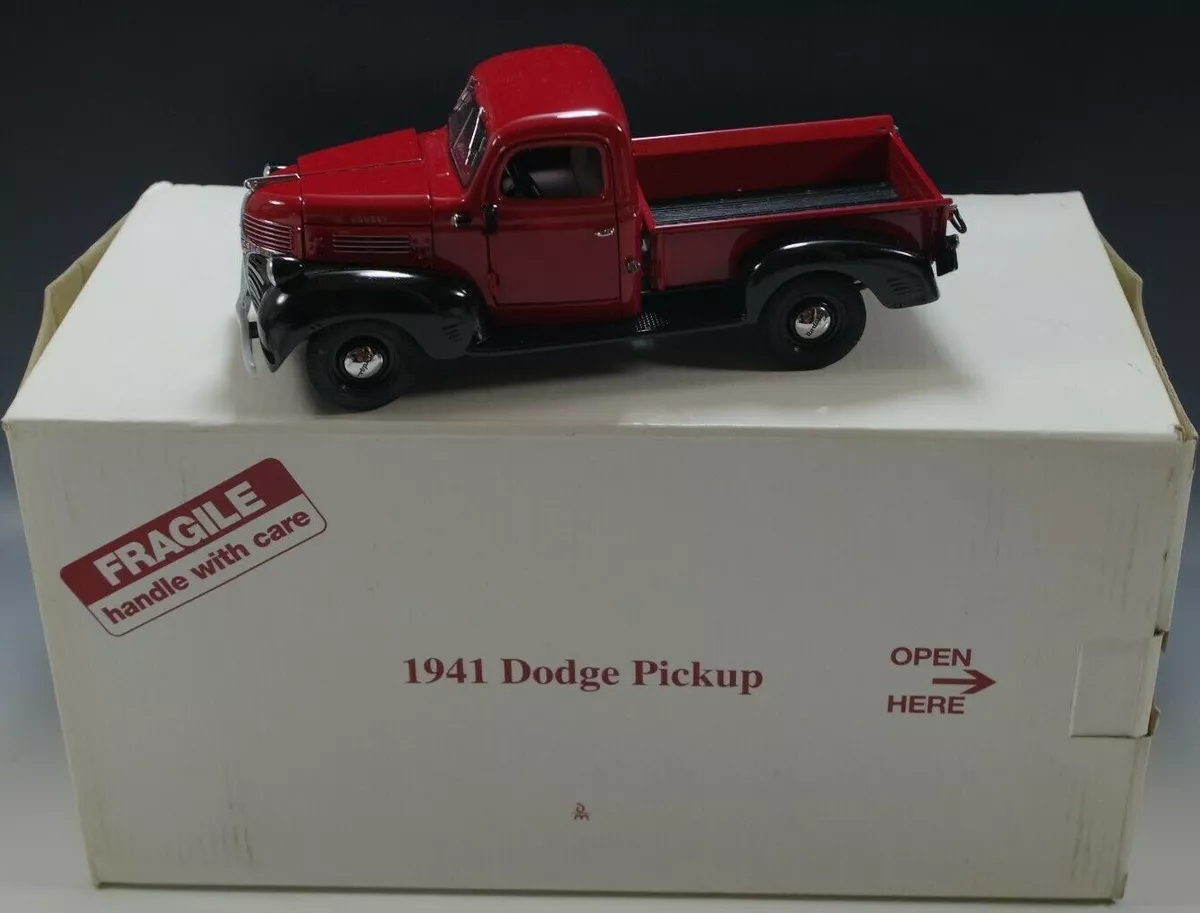 FRAGILE
handle with care
1941 Dodge Pickup
OPEN
HERE